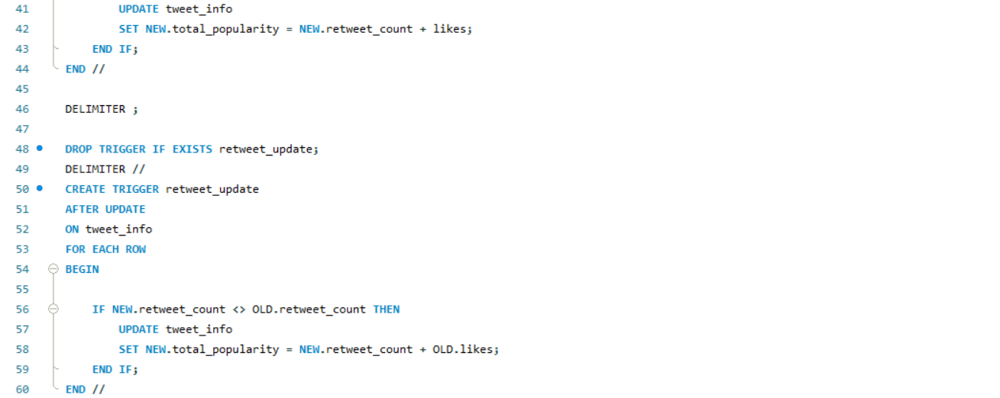 41 UPDATE tweet_info
42 SET NEW.total_popularity = NEW.retweet_count + likes;
43 END IF;
44 END //
45
46 DELIMITER ;
47
48 DROP TRIGGER IF EXISTS retweet_update;
49 DELIMITER //
50 CREATE TRIGGER retweet_update
51 AFTER UPDATE
52 ON tweet_info
53 FOR EACH ROW
54 BEGIN
55
56 IF NEW.retweet_count <> OLD.retweet_count THEN
57 UPDATE tweet_info
58 SET NEW.total_popularity = NEW.retweet_count + OLD.likes;
59 END IF;
60 END //